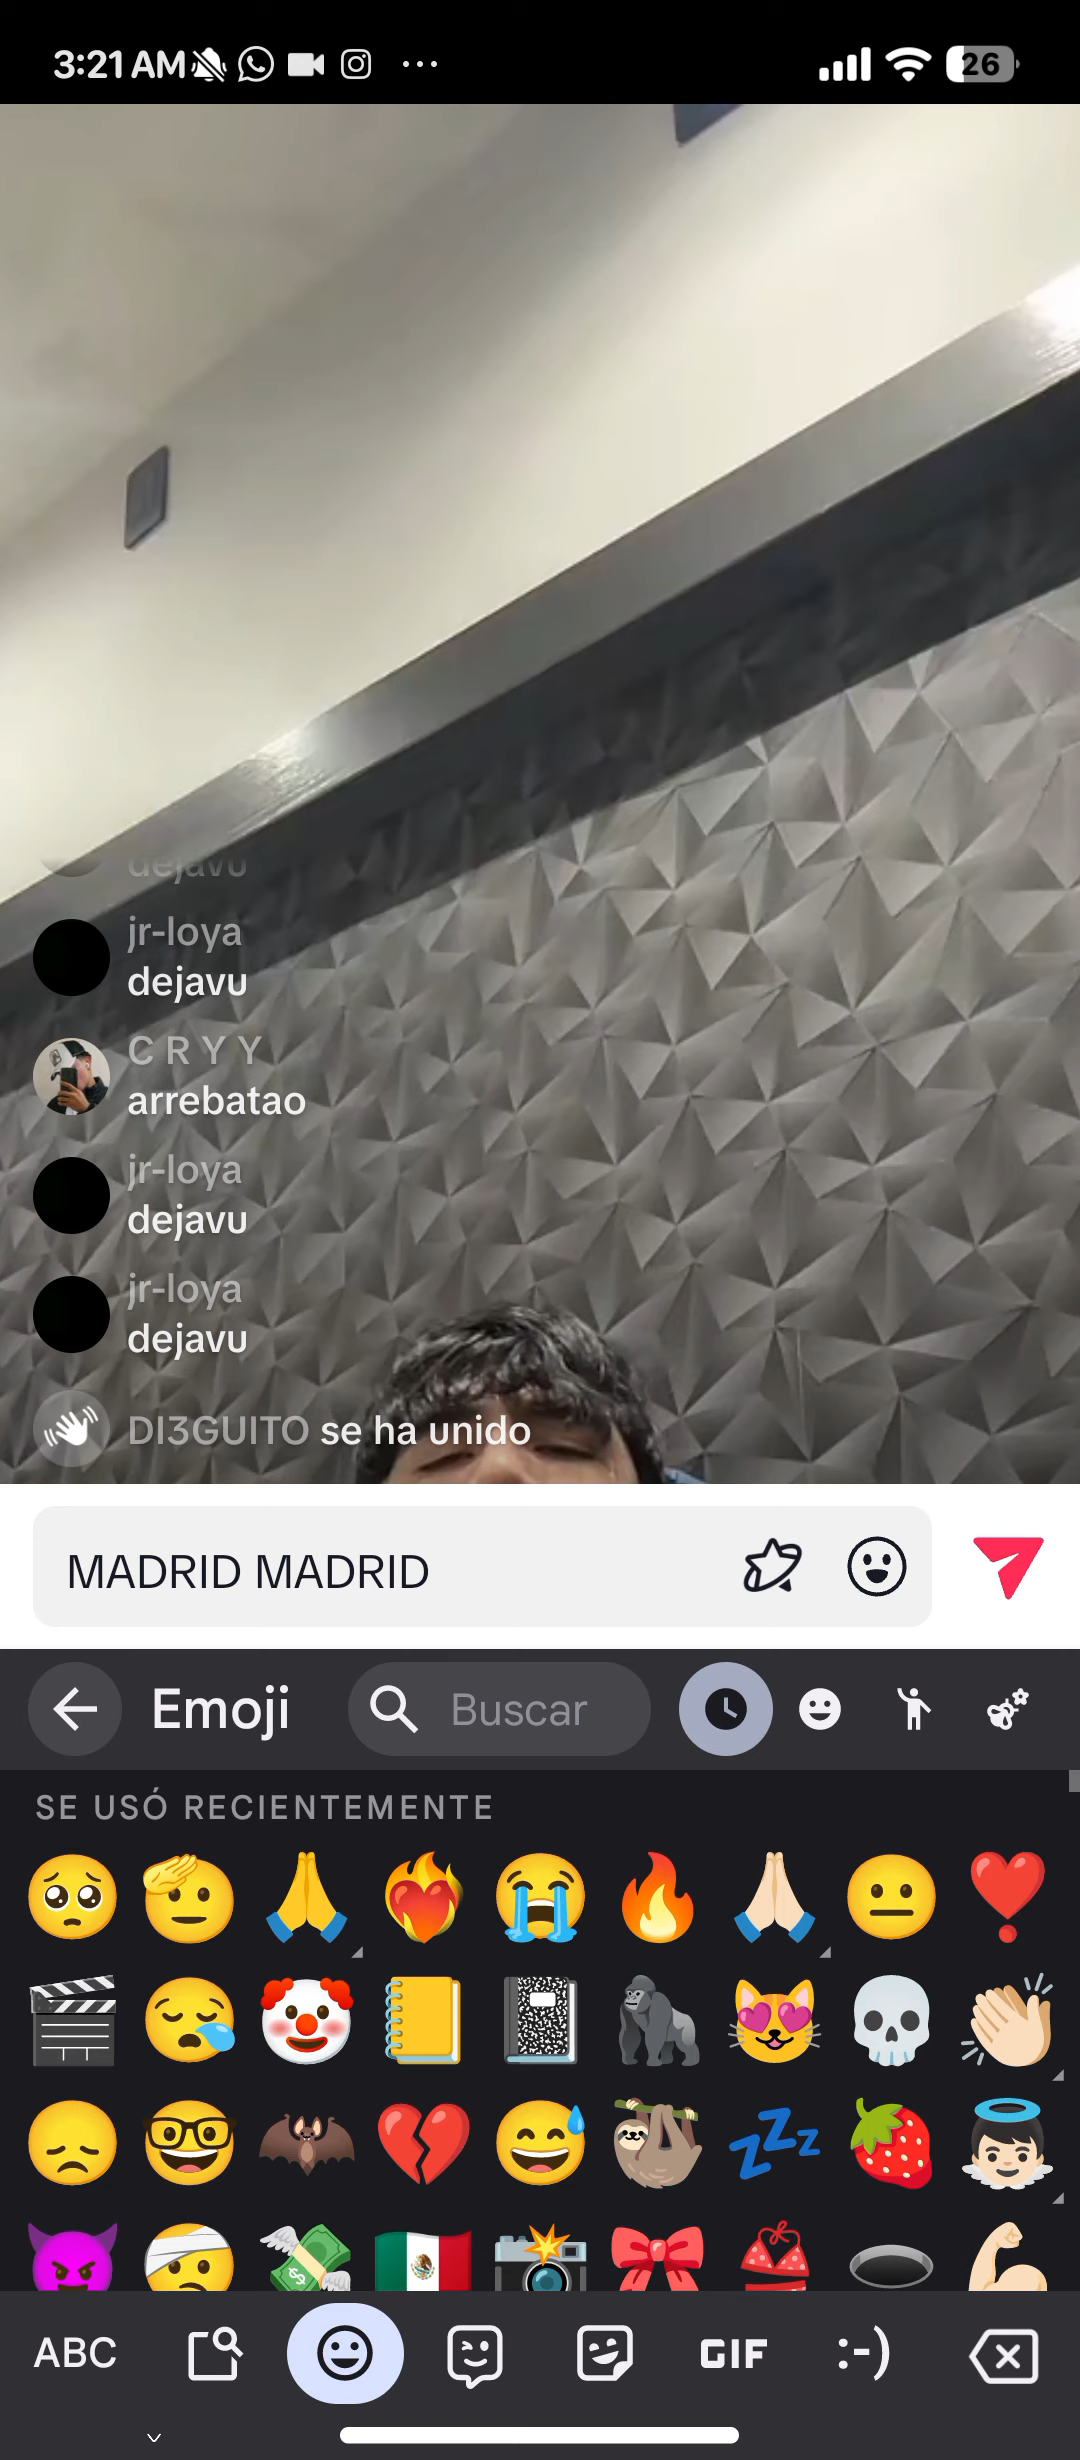 3:21 AM
26
dejavu
jr-loya
dejavu
C R Y Y
arrebatao
jr-loya
dejavu
jr-loya
dejavu
DI3GUITO se ha unido
MADRID MADRID
Emoji
Buscar
SE USÓ RECIENTEMENTE
ABC
GIF
:-)